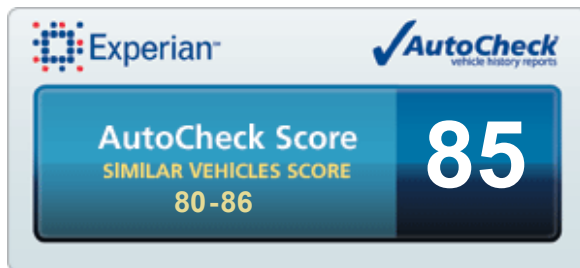 Experian™
AutoCheck®
vehicle history reports
AutoCheck Score
SIMILAR VEHICLES SCORE
80-86
85